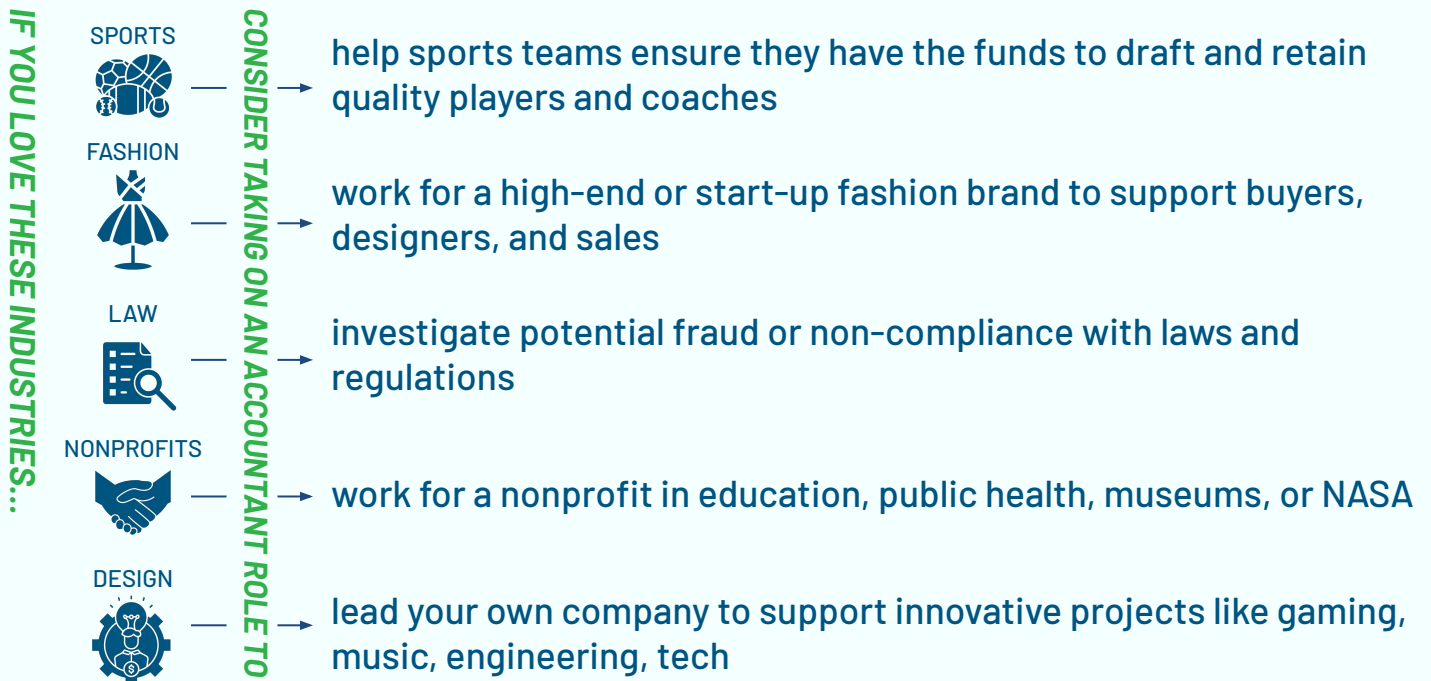 IF YOU LOVE THESE INDUSTRIES...
CONSIDER TAKING ON AN ACCOUNTANT ROLE TO
SPORTS
help sports teams ensure they have the funds to draft and retain
quality players and coaches
FASHION
work for a high-end or start-up fashion brand to support buyers,
designers, and sales
LAW
investigate potential fraud or non-compliance with laws and
regulations
NONPROFITS
work for a nonprofit in education, public health, museums, or NASA
DESIGN
lead your own company to support innovative projects like gaming,
music, engineering, tech
$